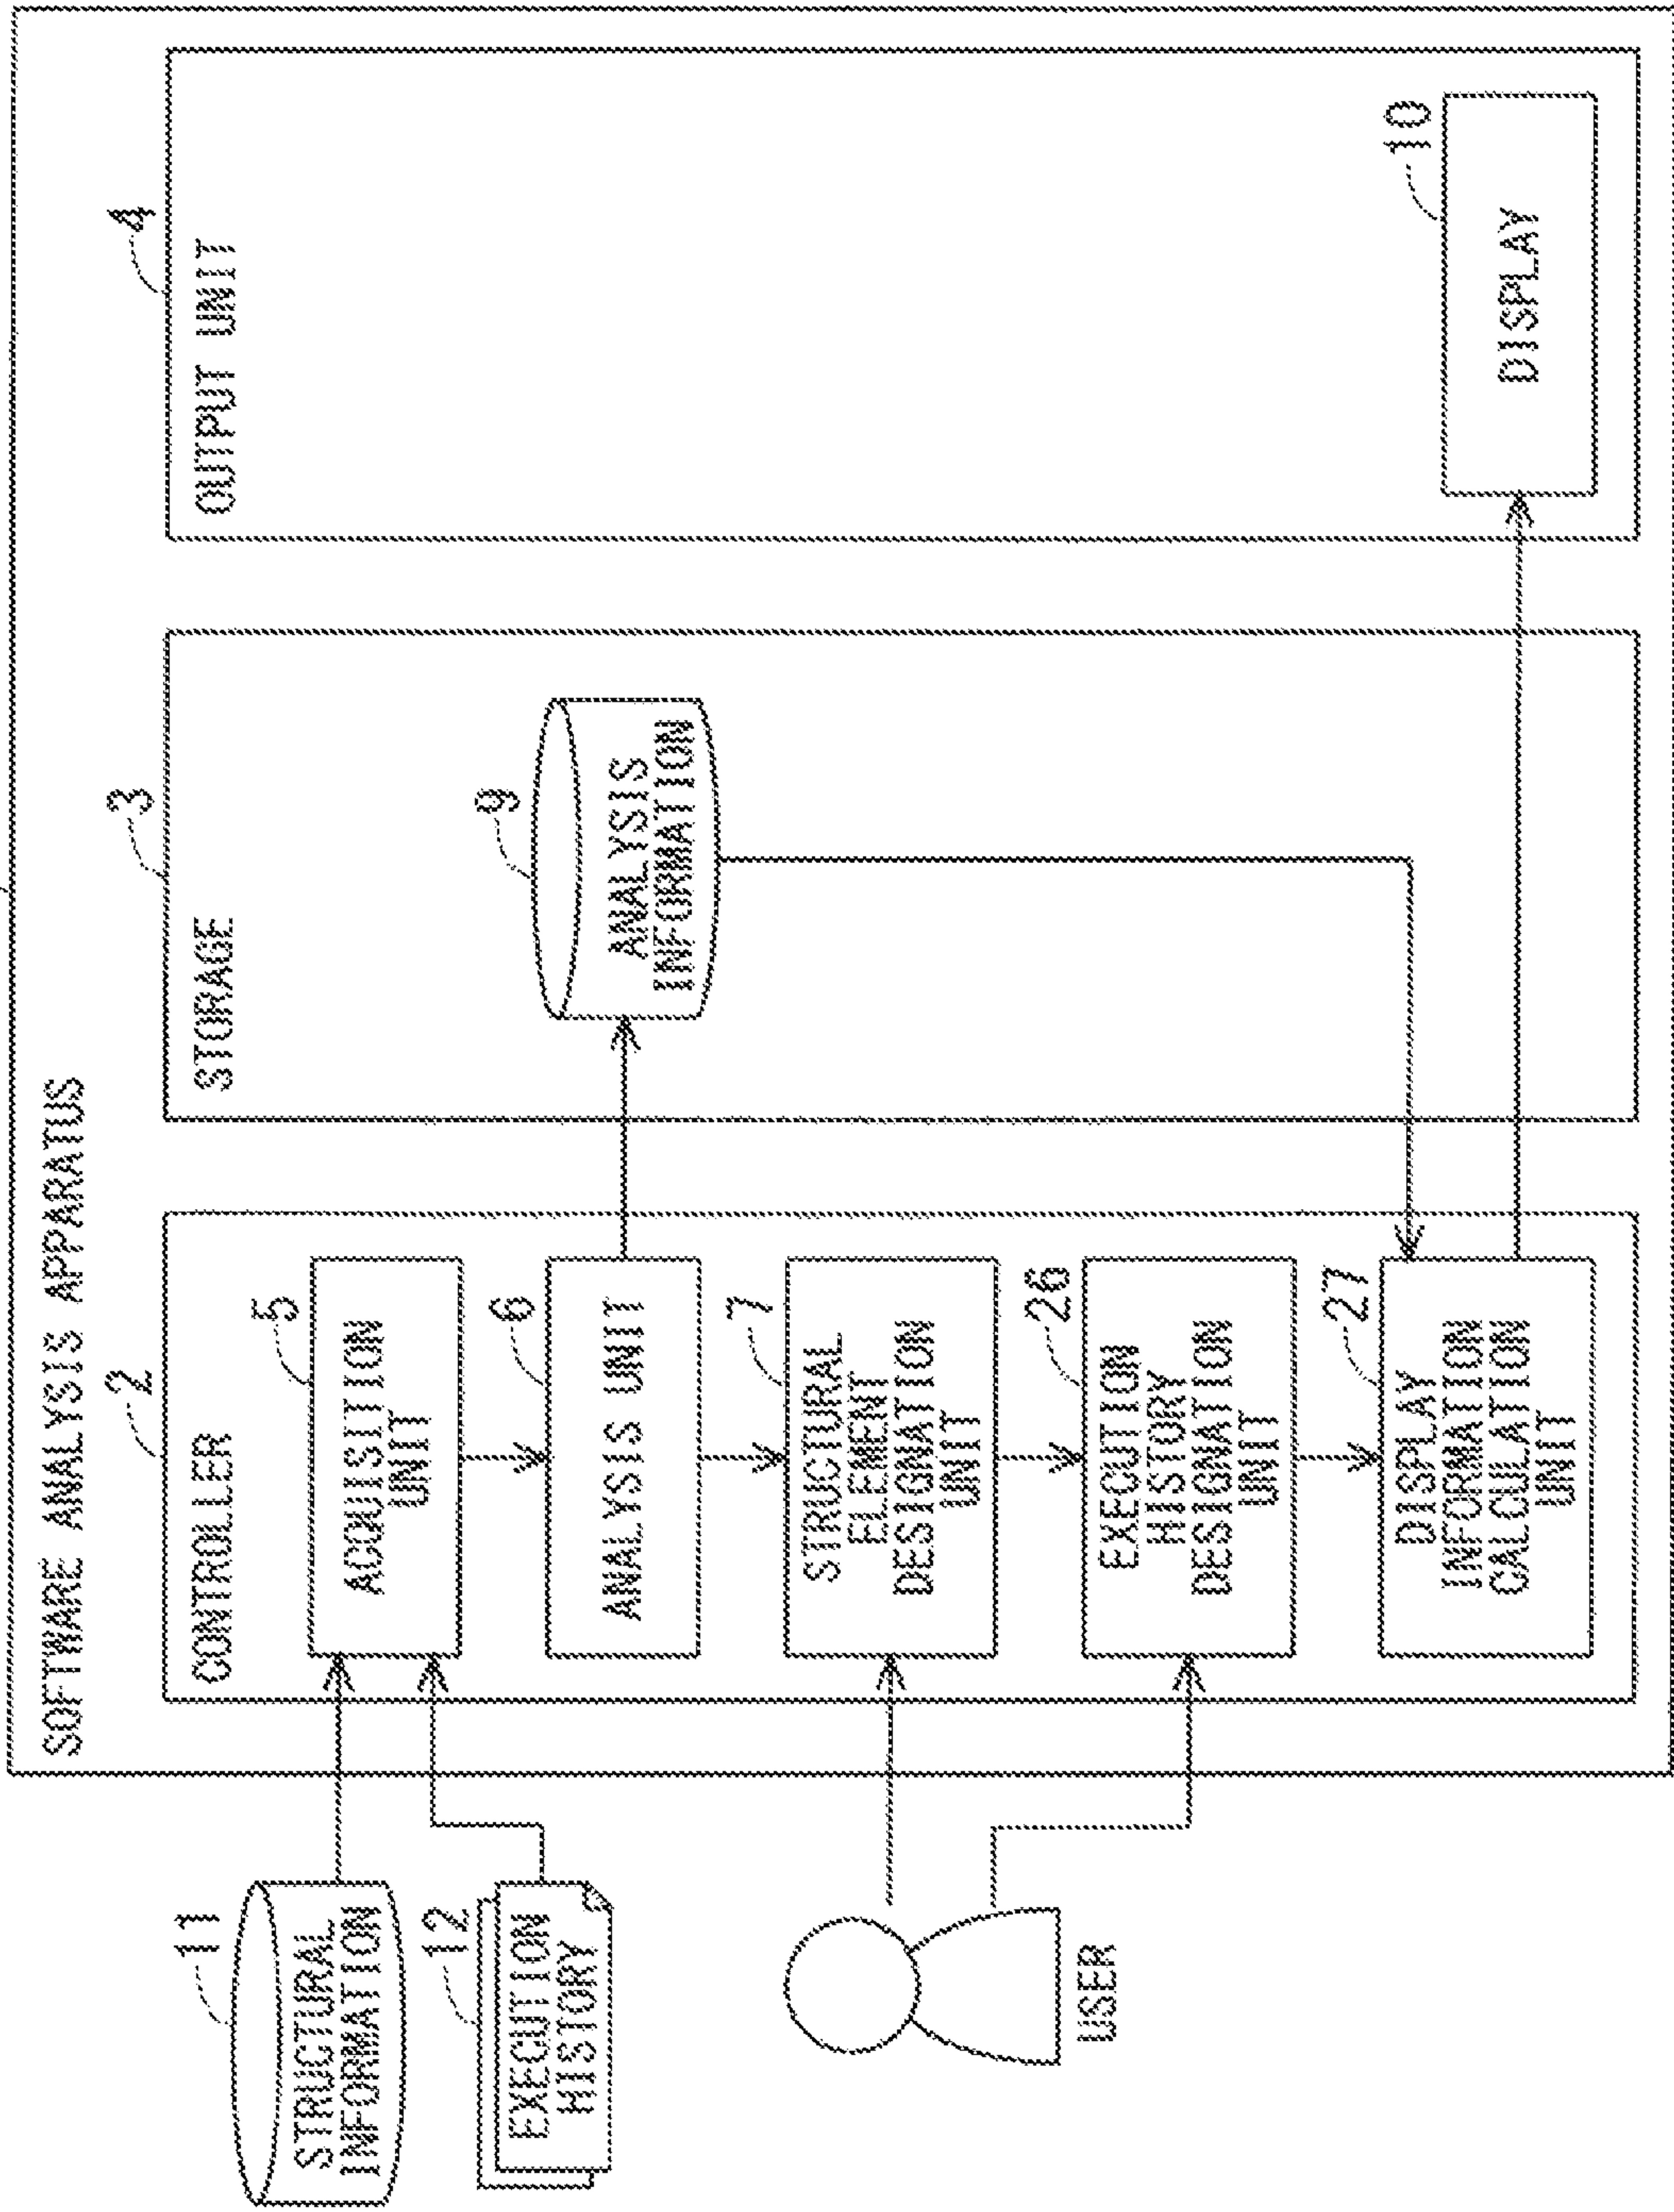 SOFTWARE ANALYSIS APPARATUS
2
CONTROLLER
5
ACQUISITION
UNIT
6
ANALYSIS UNIT
7
STRUCTURAL
ELEMENT
DESIGNATION
UNIT
26
EXECUTION
HISTORY
DESIGNATION
UNIT
27
DISPLAY
INFORMATION
CALCULATION
UNIT
3
STORAGE
9
ANALYSIS
INFORMATION
4
OUTPUT UNIT
10
DISPLAY
11
STRUCTURAL
INFORMATION
12
EXECUTION
HISTORY
USER